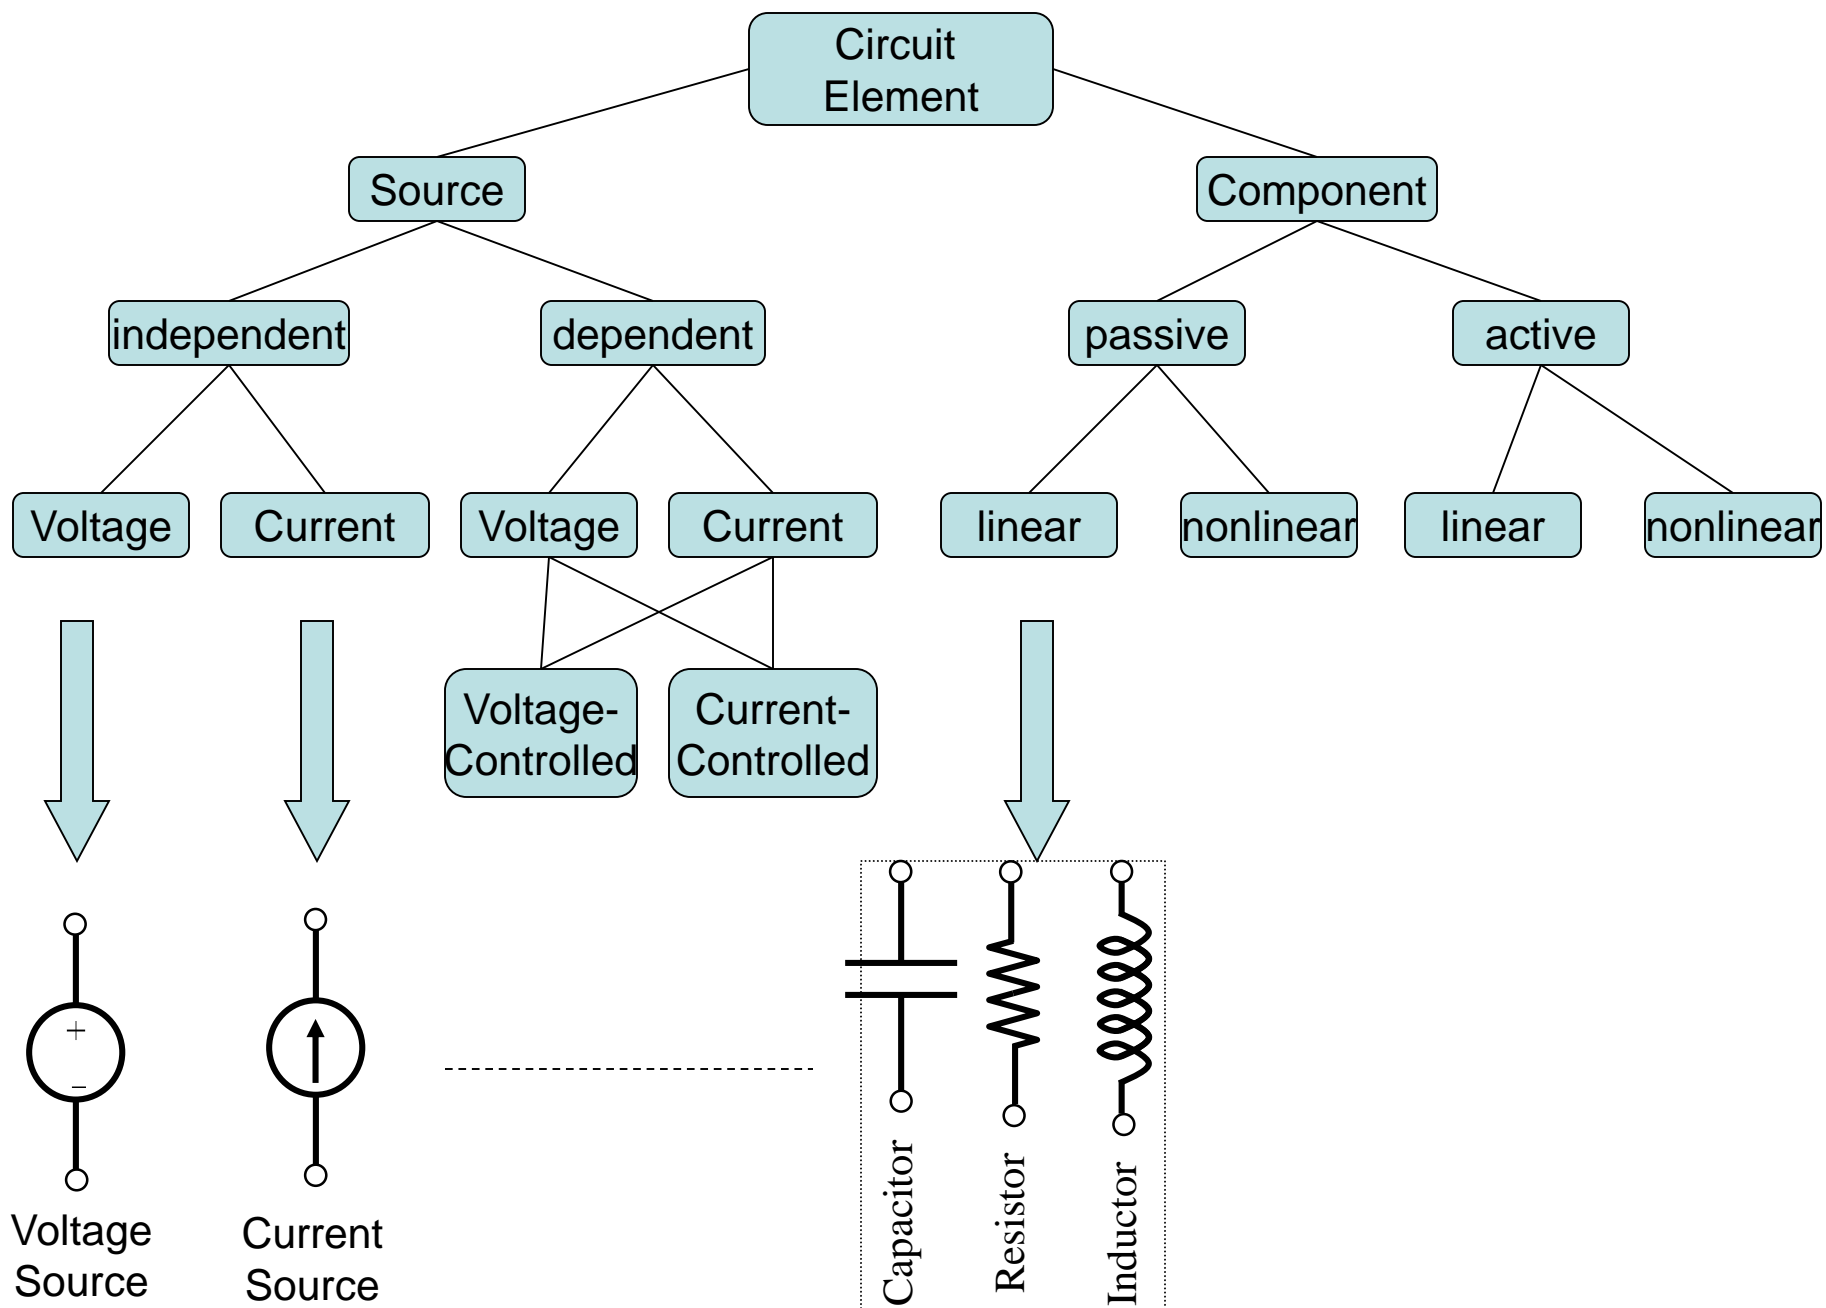 Circuit
Element
Source
Component
independent
dependent
passive
active
Voltage
Current
Voltage
Current
linear
nonlinear
linear
nonlinear
Voltage-
Controlled
Current-
Controlled
+
−
Capacitor
Resistor
Inductor
Voltage
Source
Current
Source